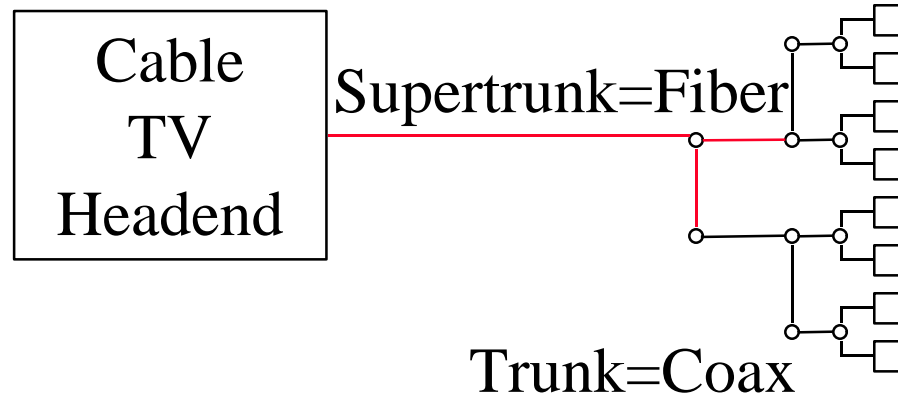 Cable
TV
Headend
Supertrunk=Fiber
Trunk=Coax